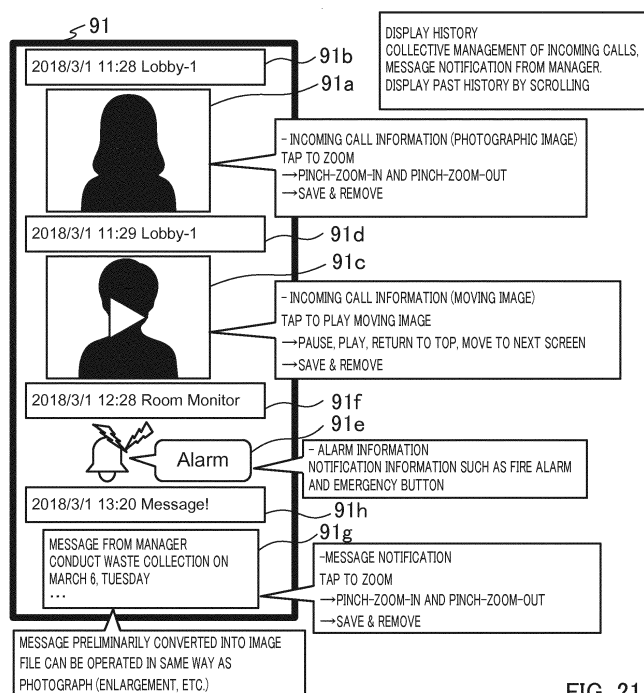 91
DISPLAY HISTORY
COLLECTIVE MANAGEMENT OF INCOMING CALLS,
MESSAGE NOTIFICATION FROM MANAGER.
DISPLAY PAST HISTORY BY SCROLLING
2018/3/1 11:28 Lobby-1
91b
91a
- INCOMING CALL INFORMATION (PHOTOGRAPHIC IMAGE)
TAP TO ZOOM
→PINCH-ZOOM-IN AND PINCH-ZOOM-OUT
→SAVE & REMOVE
2018/3/1 11:29 Lobby-1
91d
91c
- INCOMING CALL INFORMATION (MOVING IMAGE)
TAP TO PLAY MOVING IMAGE
→PAUSE, PLAY, RETURN TO TOP, MOVE TO NEXT SCREEN
→SAVE & REMOVE
2018/3/1 12:28 Room Monitor
91f
91e
Alarm
- ALARM INFORMATION
NOTIFICATION INFORMATION SUCH AS FIRE ALARM
AND EMERGENCY BUTTON
2018/3/1 13:20 Message!
91h
91g
MESSAGE FROM MANAGER
CONDUCT WASTE COLLECTION ON
MARCH 6, TUESDAY
...
-MESSAGE NOTIFICATION
TAP TO ZOOM
→PINCH-ZOOM-IN AND PINCH-ZOOM-OUT
→SAVE & REMOVE
MESSAGE PRELIMINARILY CONVERTED INTO IMAGE
FILE CAN BE OPERATED IN SAME WAY AS
PHOTOGRAPH (ENLARGEMENT, ETC.)
FIG. 21